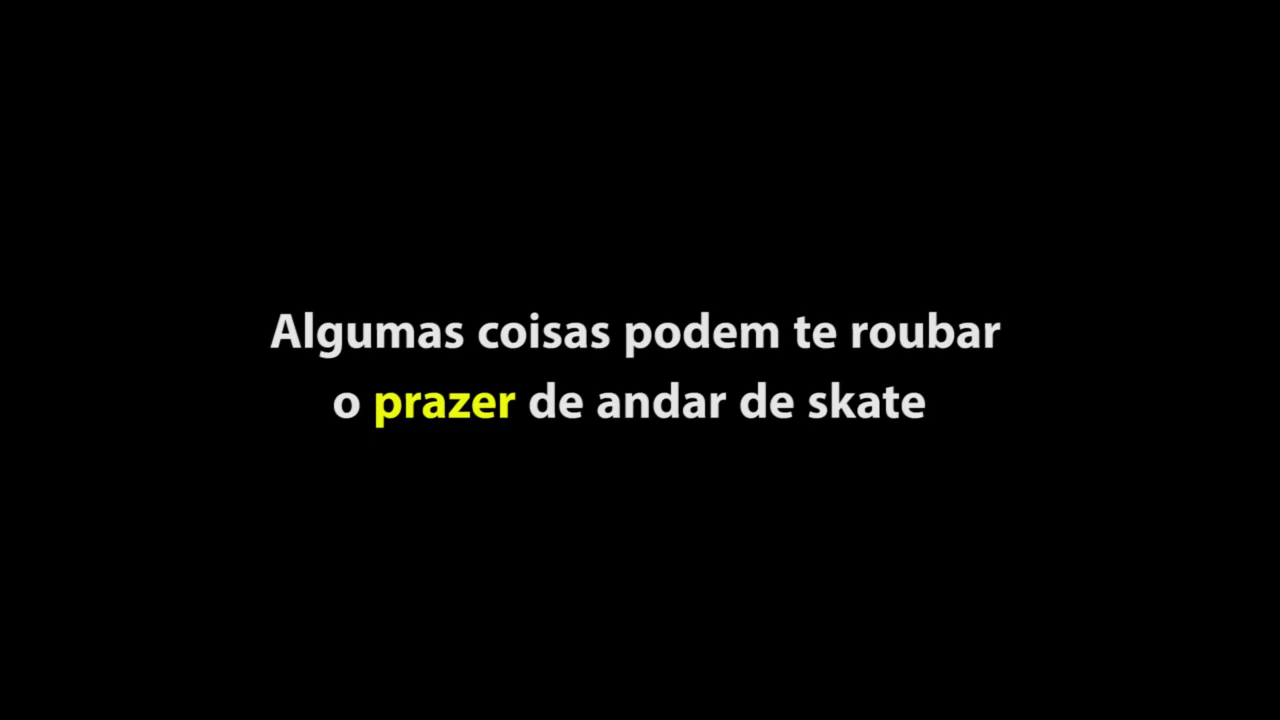 Algumas coisas podem te roubar
o prazer de andar de skate